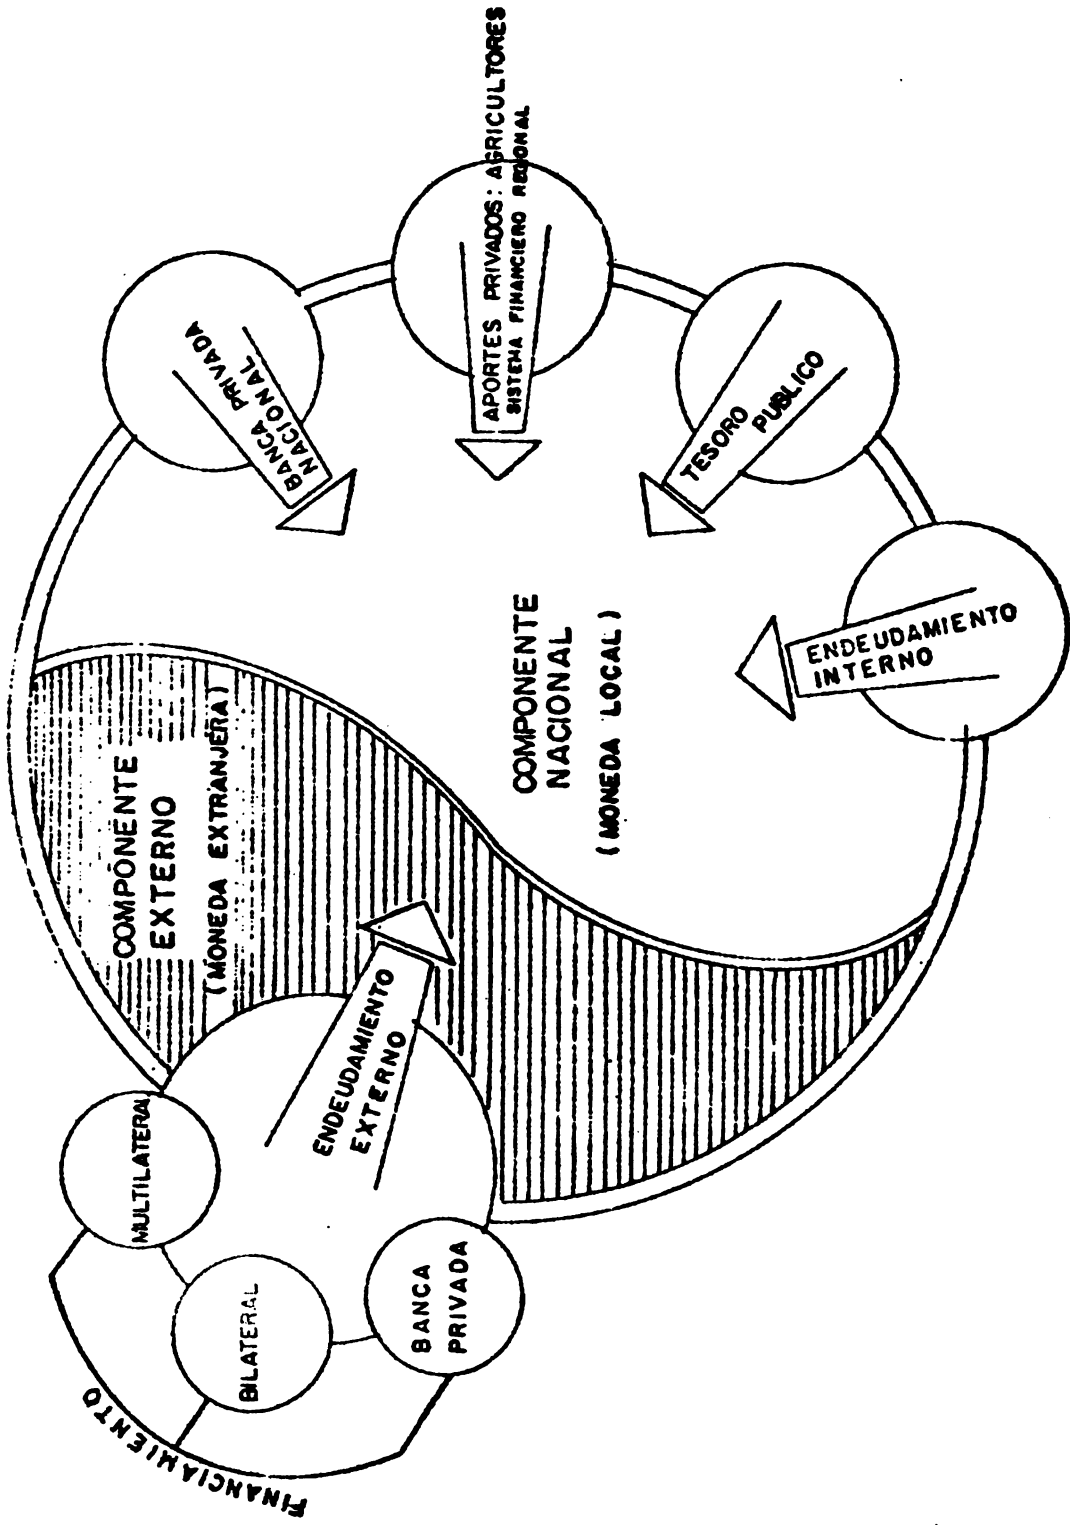 FINANCIAMIENTO
MULTILATERAL
BILATERAL
BANCA
PRIVADA
ENDEUDAMIENTO
EXTERNO
COMPONENTE
EXTERNO
(MONEDA EXTRANJERA)
COMPONENTE
NACIONAL
(MONEDA LOCAL)
BANCA PRIVADA
NACIONAL
APORTES PRIVADOS: AGRICULTORES
SISTEMA FINANCIERO REGIONAL
TESORO
PUBLICO
ENDEUDAMIENTO
INTERNO